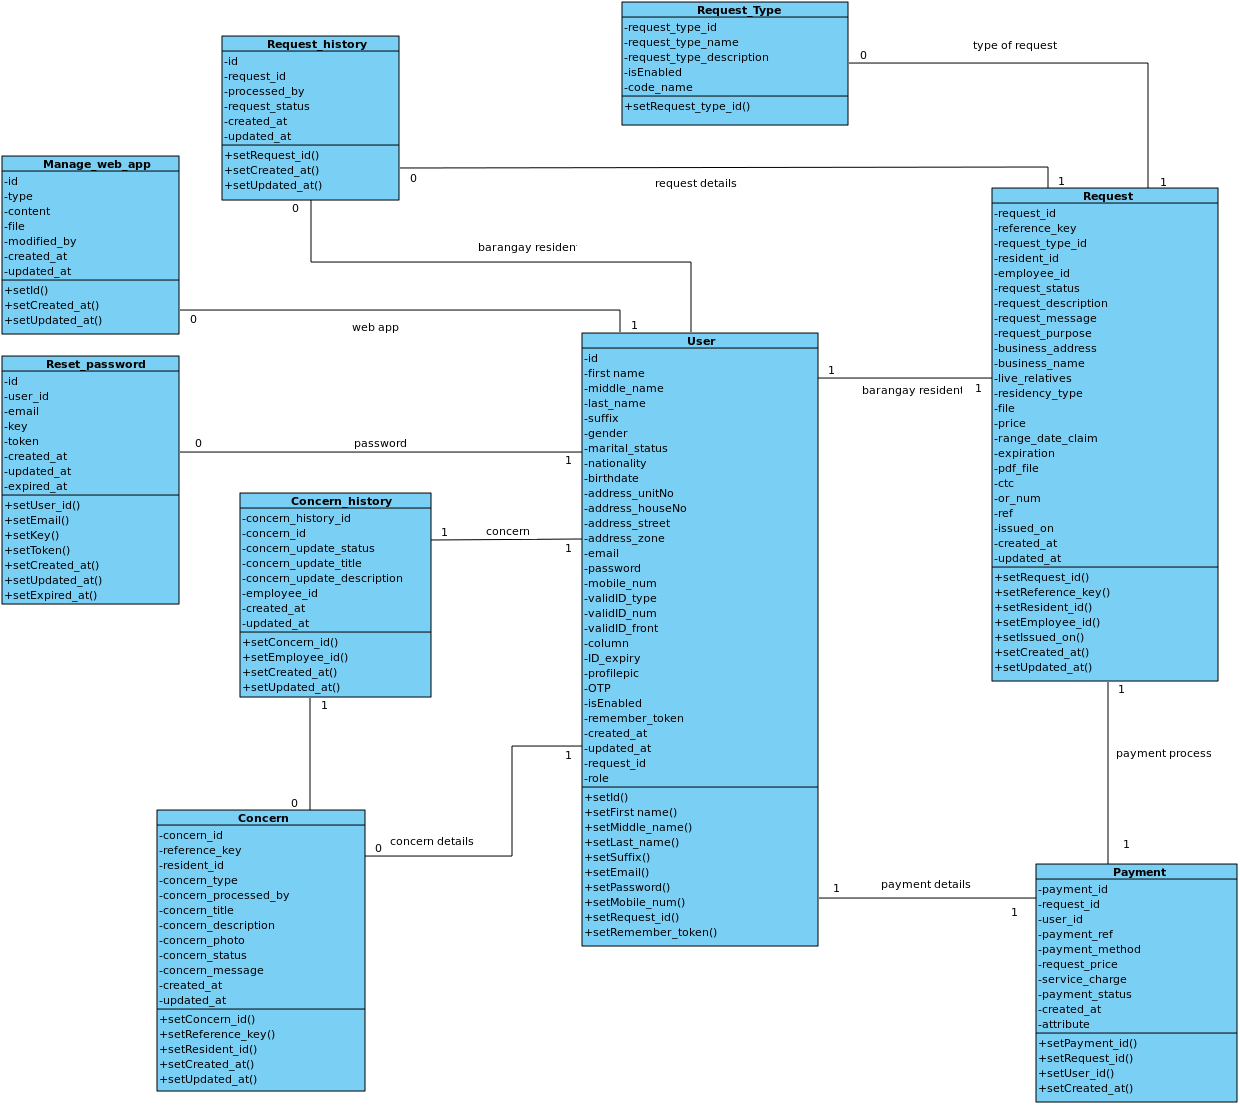 Request_Type
-request_type_id
-request_type_name
-request_type_description
-isEnabled
-code_name
+setRequest_type_id()
0
type of request
1
Request_history
-id
-request_id
-processed_by
-request_status
-created_at
-updated_at
+setRequest_id()
+setCreated_at()
+setUpdated_at()
0
request details
1
0
barangay residen
Manage_web_app
-id
-type
-content
-file
-modified_by
-created_at
-updated_at
+setId()
+setCreated_at()
+setUpdated_at()
0
web app
1
Request
-request_id
-reference_key
-request_type_id
-resident_id
-employee_id
-request_status
-request_description
-request_message
-request_purpose
-business_address
-business_name
-live_relatives
-residency_type
-file
-price
-range_date_claim
-expiration
-pdf_file
-ctc
-or_num
-ref
-issued_on
-created_at
-updated_at
+setRequest_id()
+setReference_key()
+setResident_id()
+setEmployee_id()
+setIssued_on()
+setCreated_at()
+setUpdated_at()
Reset_password
-id
-user_id
-email
-key
-token
-created_at
-updated_at
-expired_at
+setUser_id()
+setEmail()
+setKey()
+setToken()
+setCreated_at()
+setUpdated_at()
+setExpired_at()
0
password
1
User
-id
-first name
-middle_name
-last_name
-suffix
-gender
-marital_status
-nationality
-birthdate
-address_unitNo
-address_houseNo
-address_street
-address_zone
-email
-password
-mobile_num
-validID_type
-validID_num
-validID_front
-column
-ID_expiry
-profilepic
-OTP
-isEnabled
-remember_token
-created_at
-updated_at
-request_id
-role
+setId()
+setFirst name()
+setMiddle_name()
+setLast_name()
+setSuffix()
+setEmail()
+setPassword()
+setMobile_num()
+setRequest_id()
+setRemember_token()
1
barangay resident
1
Concern_history
-concern_history_id
-concern_id
-concern_update_status
-concern_update_title
-concern_update_description
-employee_id
-created_at
-updated_at
+setConcern_id()
+setEmployee_id()
+setCreated_at()
+setUpdated_at()
1
concern
1
1
0
Concern
-concern_id
-reference_key
-resident_id
-concern_type
-concern_processed_by
-concern_title
-concern_description
-concern_photo
-concern_status
-concern_message
-created_at
-updated_at
+setConcern_id()
+setReference_key()
+setResident_id()
+setCreated_at()
+setUpdated_at()
0
concern details
1
1
payment process
1
1
payment details
1
Payment
-payment_id
-request_id
-user_id
-payment_ref
-payment_method
-request_price
-service_charge
-payment_status
-created_at
-attribute
+setPayment_id()
+setRequest_id()
+setUser_id()
+setCreated_at()